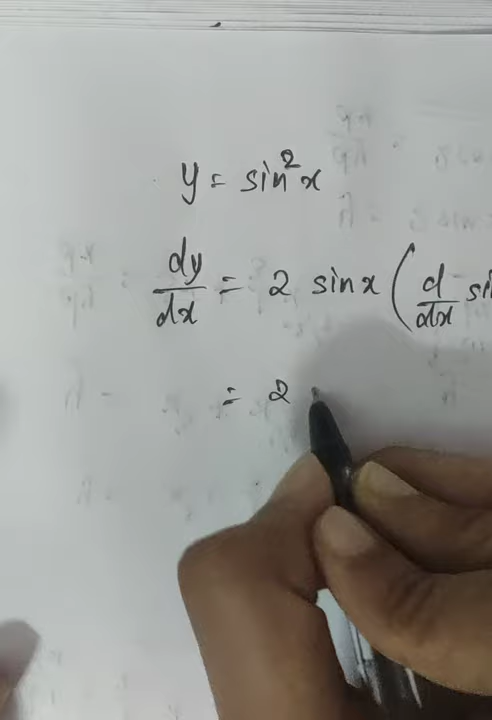 y = sin²x
dy/dx = 2 sinx ( d/dx si
= 2